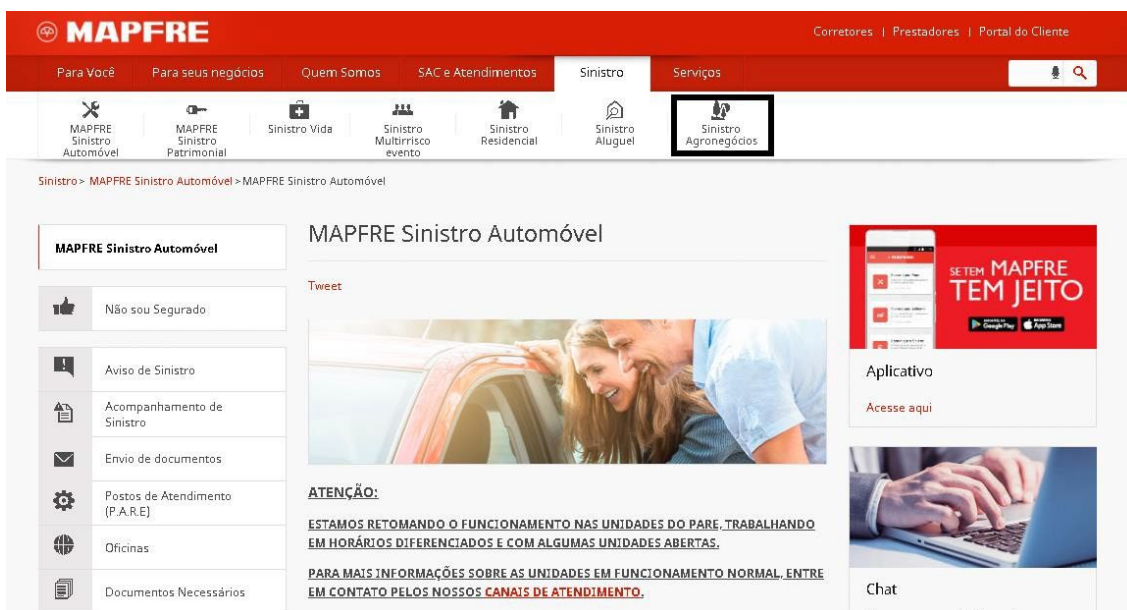 MAPFRE
Corretores | Prestadores | Portal do Cliente
Para Você Para seus negócios Quem Somos SAC e Atendimentos Sinistro Serviços
MAPFRE
Sinistro
Automóvel
MAPFRE
Sinistro
Patrimonial
Sinistro Vida
Sinistro
Multirrisco
evento
Sinistro
Residencial
Sinistro
Aluguel
Sinistro
Agronegócios
Sinistro > MAPFRE Sinistro Automóvel > MAPFRE Sinistro Automóvel
MAPFRE Sinistro Automóvel
Não sou Segurado
Aviso de Sinistro
Acompanhamento de
Sinistro
Envio de documentos
Postos de Atendimento
(P.A.R.E)
Oficinas
Documentos Necessários
MAPFRE Sinistro Automóvel
Tweet
ATENÇÃO:
ESTAMOS RETOMANDO O FUNCIONAMENTO NAS UNIDADES DO PARE, TRABALHANDO
EM HORÁRIOS DIFERENCIADOS E COM ALGUMAS UNIDADES ABERTAS.
PARA MAIS INFORMAÇÕES SOBRE AS UNIDADES EM FUNCIONAMENTO NORMAL, ENTRE
EM CONTATO PELOS NOSSOS CANAIS DE ATENDIMENTO.
SE TEM MAPFRE
TEM JEITO
Google Play App Store
Aplicativo
Acesse aqui
Chat